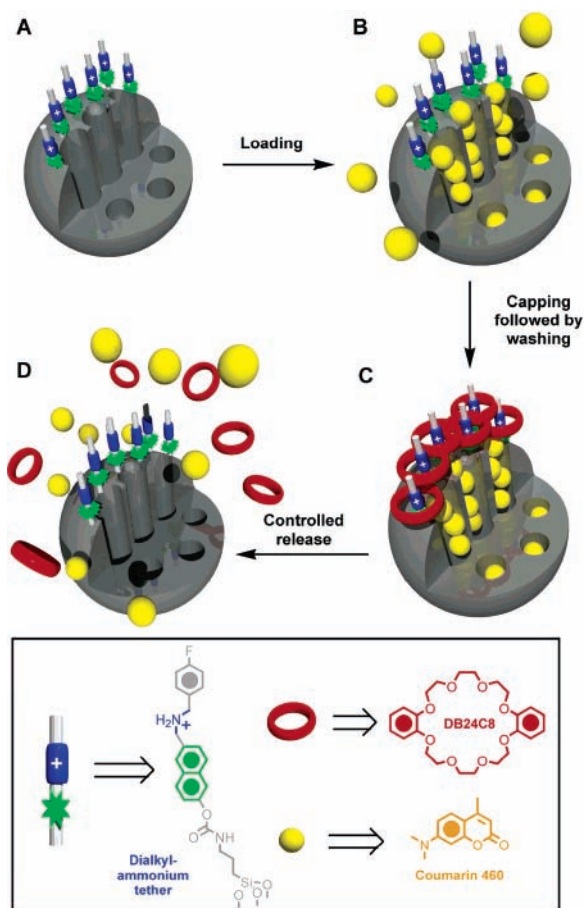 A
B
Loading
Capping
followed by
washing
D
C
Controlled
release
+
F
H₂N
+
O
O
NH
Si
O
O
O
Dialkyl-
ammonium
tether
O
O
O
O
DB24C8
O
O
O
O
N
O
O
Coumarin 460